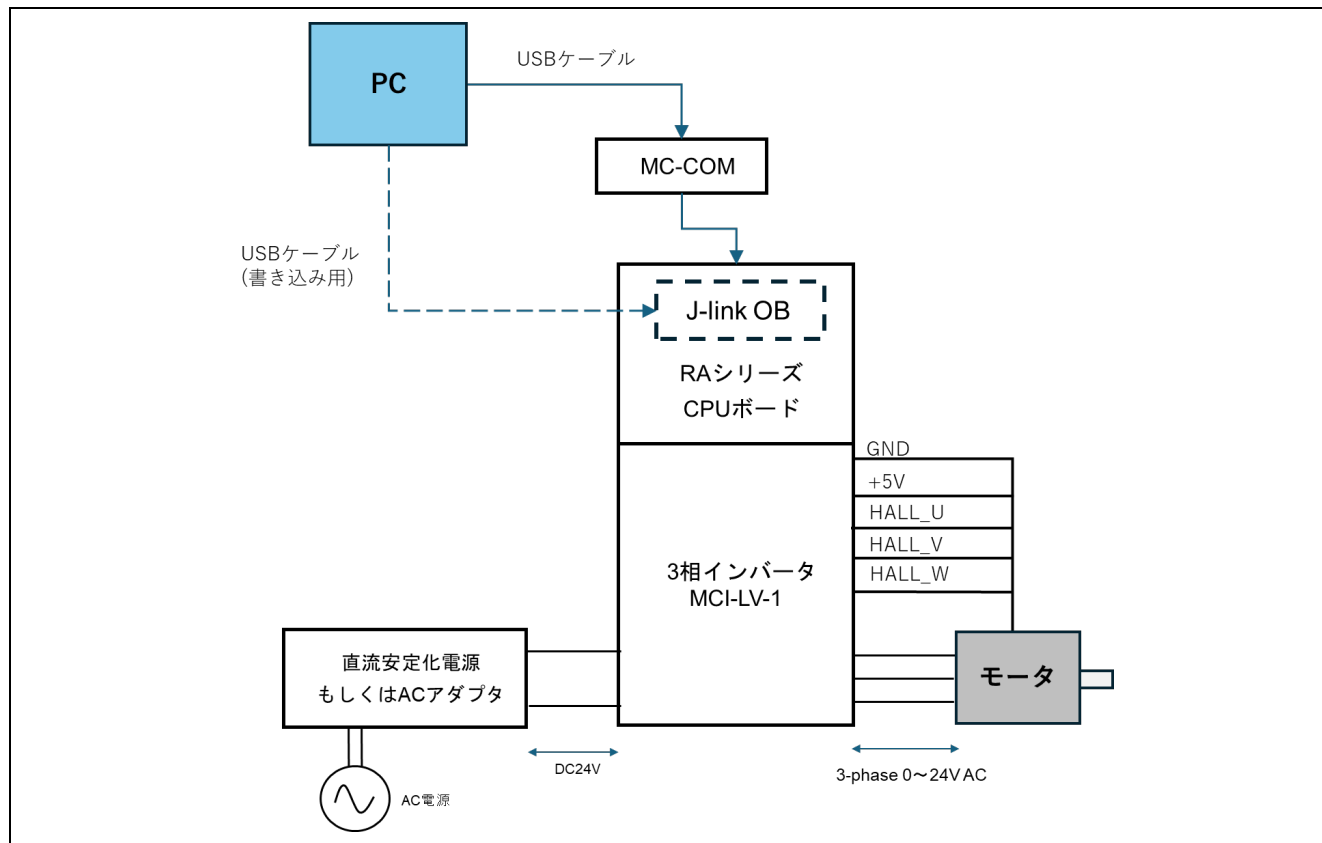 PC
USBケーブル
MC-COM
USBケーブル
(書き込み用)
J-link OB
RAシリーズ
CPUボード
GND
+5V
HALL_U
HALL_V
HALL_W
3相インバータ
MCI-LV-1
直流安定化電源
もしくはACアダプタ
モータ
DC24V
3-phase 0～24V AC
AC電源